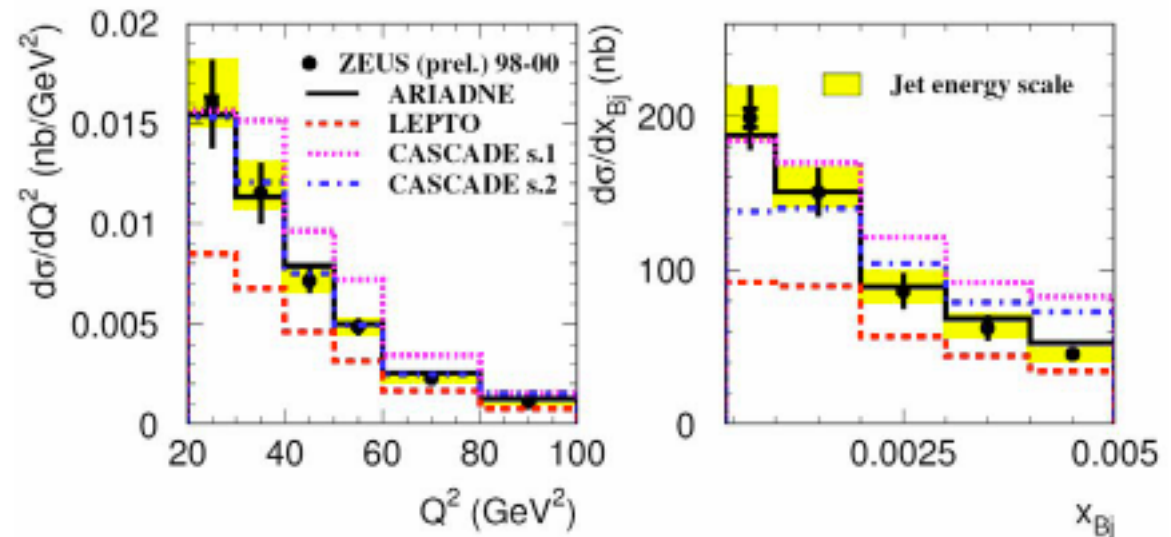 dσ/dQ² (nb/GeV²)
0.02
0.015
0.01
0.005
0
ZEUS (prel.) 98-00
ARIADNE
LEPTO
CASCADE s.1
CASCADE s.2
20 40 60 80 100
Q² (GeV²)
dσ/dx_Bj (nb)
200
100
0
Jet energy scale
0.0025 0.005
x_Bj